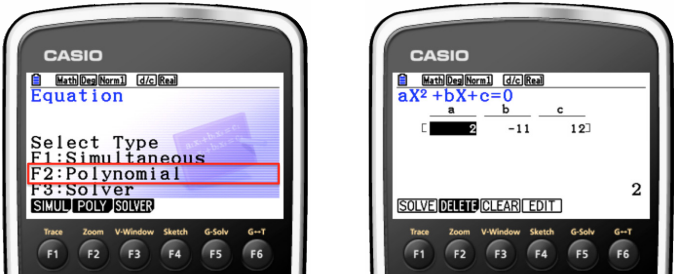 CASIO
Math Deg Norm1 d/c Real
Equation
Select Type
F1:Simultaneous
F2:Polynomial
F3:Solver
SIMUL POLY SOLVER
Trace Zoom V-Window Sketch G-Solv G↔T
F1 F2 F3 F4 F5 F6
CASIO
Math Deg Norm1 d/c Real
aX²+bX+c=0
a b c
[ 2 -11 12]
2
SOLVE DELETE CLEAR EDIT
Trace Zoom V-Window Sketch G-Solv G↔T
F1 F2 F3 F4 F5 F6